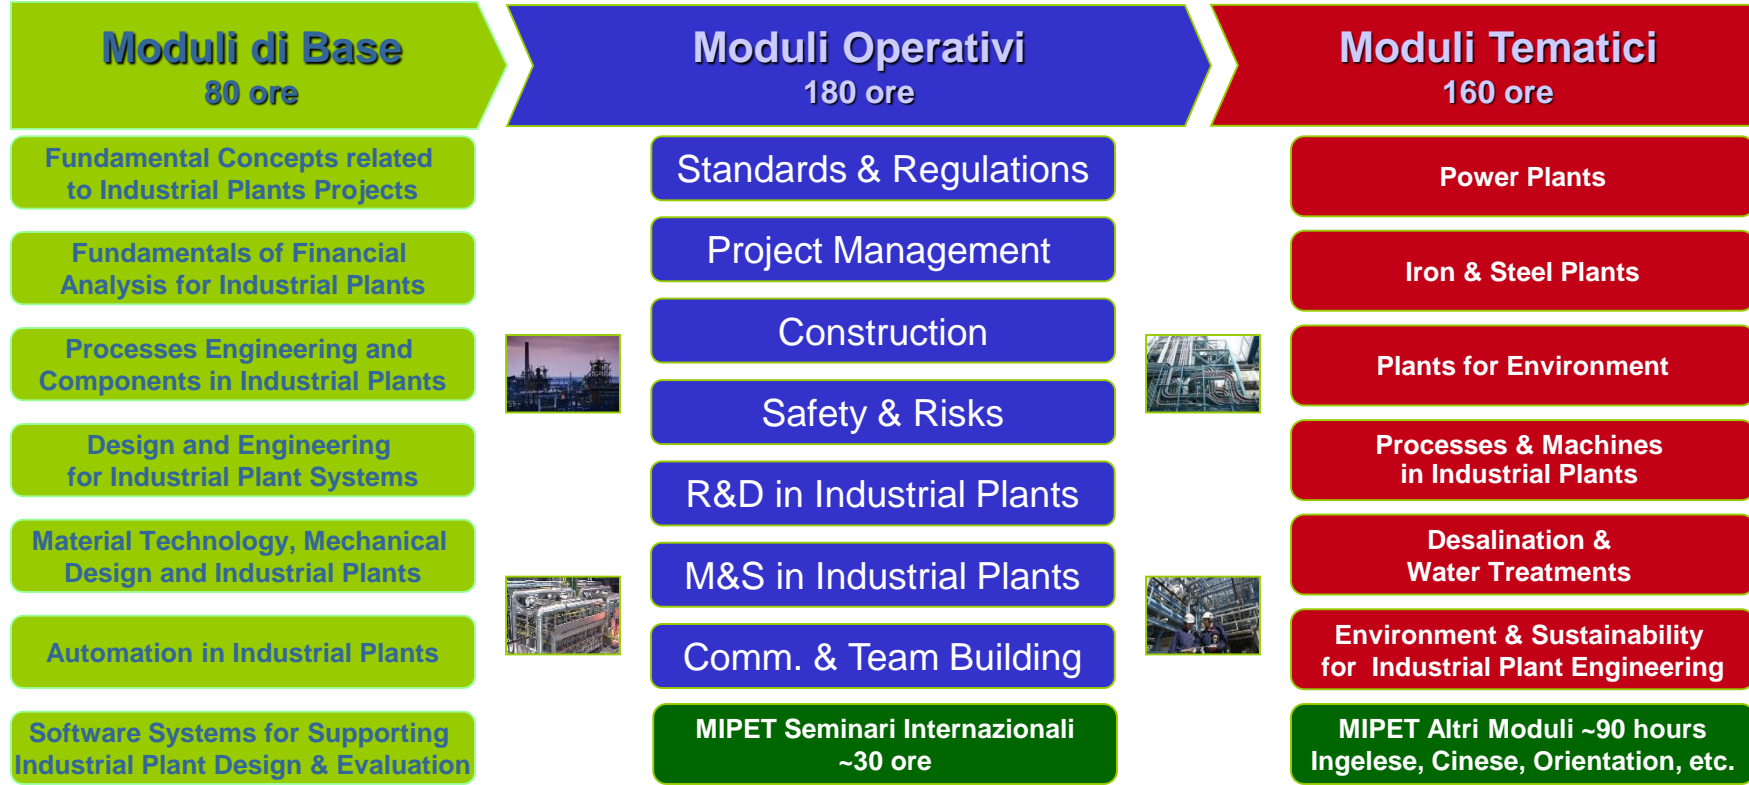 Moduli di Base
80 ore
Fundamental Concepts related
to Industrial Plants Projects
Fundamentals of Financial
Analysis for Industrial Plants
Processes Engineering and
Components in Industrial Plants
Design and Engineering
for Industrial Plant Systems
Material Technology, Mechanical
Design and Industrial Plants
Automation in Industrial Plants
Software Systems for Supporting
Industrial Plant Design & Evaluation
Moduli Operativi
180 ore
Standards & Regulations
Project Management
Construction
Safety & Risks
R&D in Industrial Plants
M&S in Industrial Plants
Comm. & Team Building
MIPET Seminari Internazionali
~30 ore
Moduli Tematici
160 ore
Power Plants
Iron & Steel Plants
Plants for Environment
Processes & Machines
in Industrial Plants
Desalination &
Water Treatments
Environment & Sustainability
for Industrial Plant Engineering
MIPET Altri Moduli ~90 hours
Ingelese, Cinese, Orientation, etc.